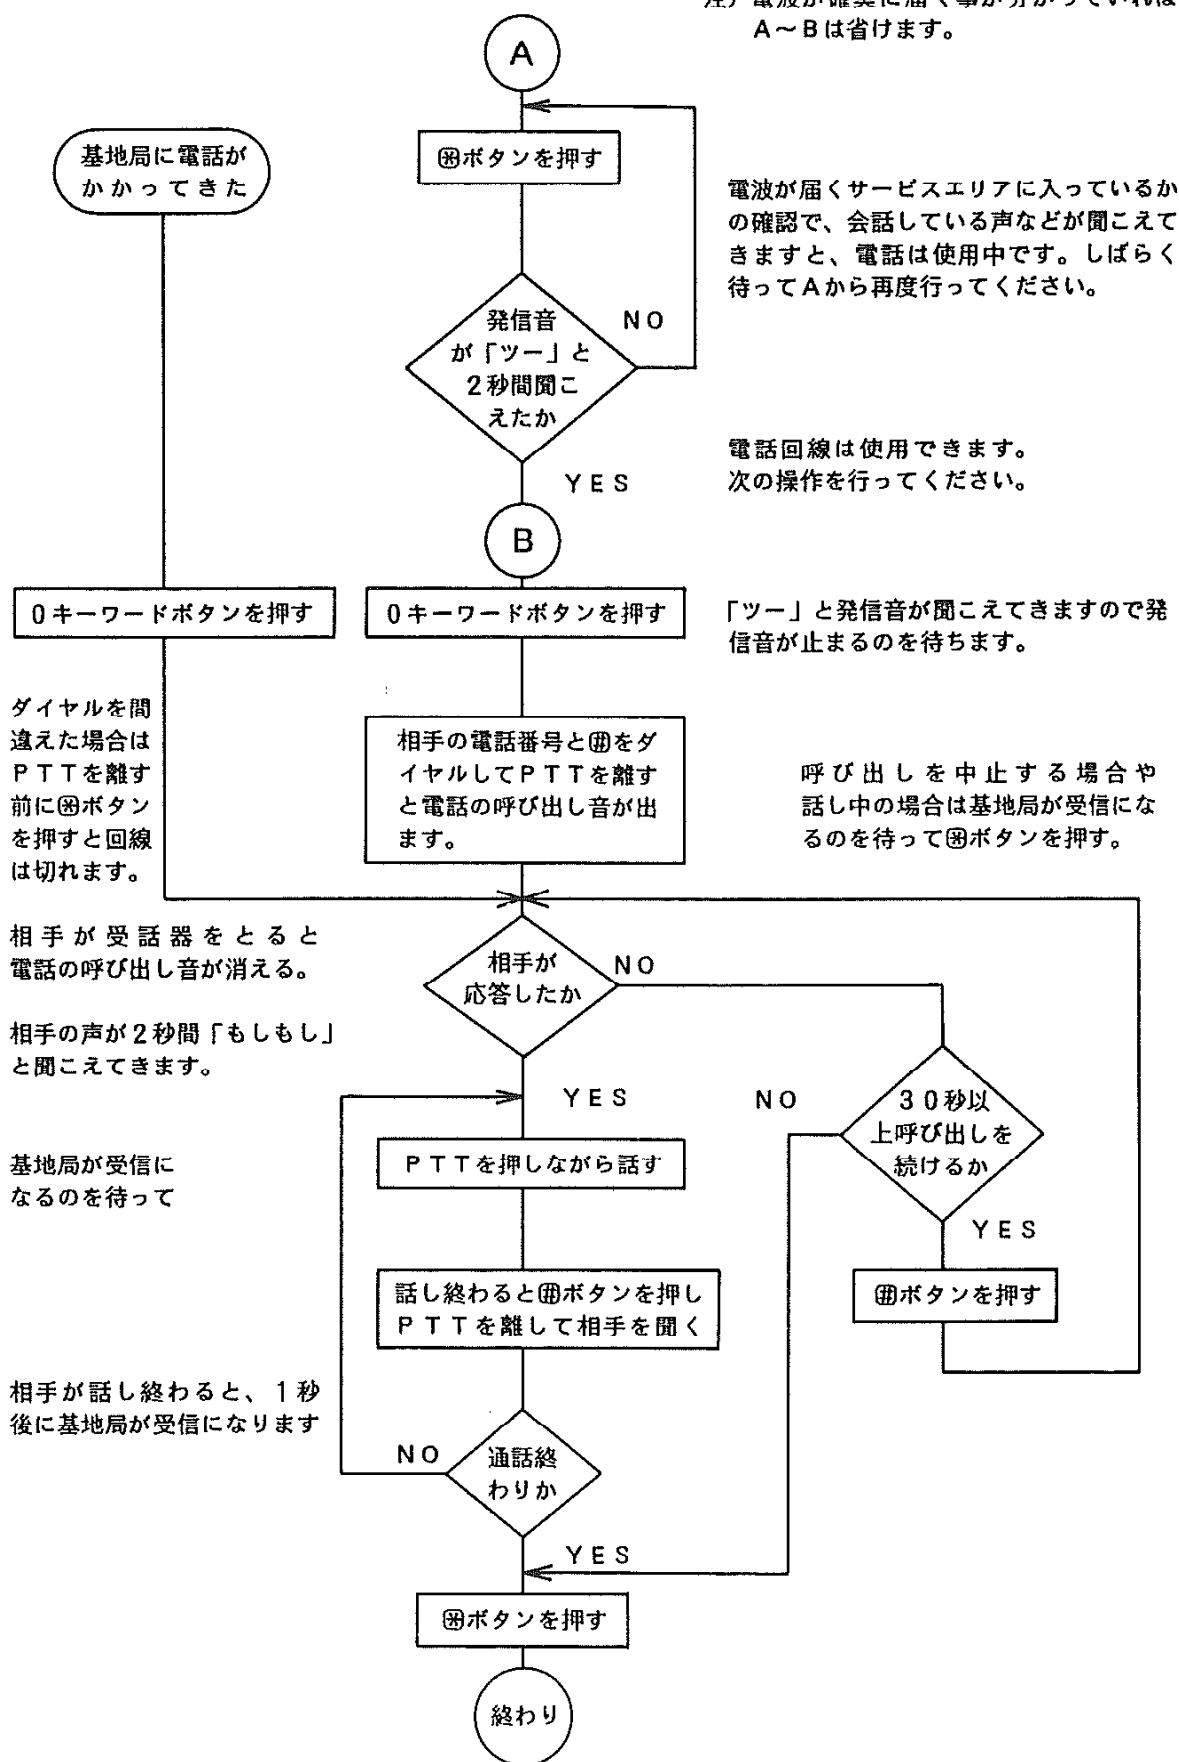 A～Bは省けます。
A
基地局に電話が
かかってきた
⊛ボタンを押す
電波が届くサービスエリアに入っているか
の確認で、会話している声などが聞こえて
きますと、電話は使用中です。しばらく
待ってAから再度行ってください。
発信音
が「ツー」と
2秒間聞こ
えたか
NO
電話回線は使用できます。
次の操作を行ってください。
YES
B
0キーワードボタンを押す
0キーワードボタンを押す
「ツー」と発信音が聞こえてきますので発
信音が止まるのを待ちます。
ダイヤルを間
違えた場合は
PTTを離す
前に⊛ボタン
を押すと回線
は切れます。
相手の電話番号と#をダ
イヤルしてPTTを離す
と電話の呼び出し音が出
ます。
呼び出しを中止する場合や
話し中の場合は基地局が受信にな
るのを待って⊛ボタンを押す。
相手が受話器をとると
電話の呼び出し音が消える。
相手が
応答したか
NO
相手の声が2秒間「もしもし」
と聞こえてきます。
YES
NO
30秒以
上呼び出しを
続けるか
基地局が受信に
なるのを待って
PTTを押しながら話す
YES
話し終わると#ボタンを押し
PTTを離して相手を聞く
#ボタンを押す
相手が話し終わると、1秒
後に基地局が受信になります
NO
通話終
わりか
YES
⊛ボタンを押す
終わり